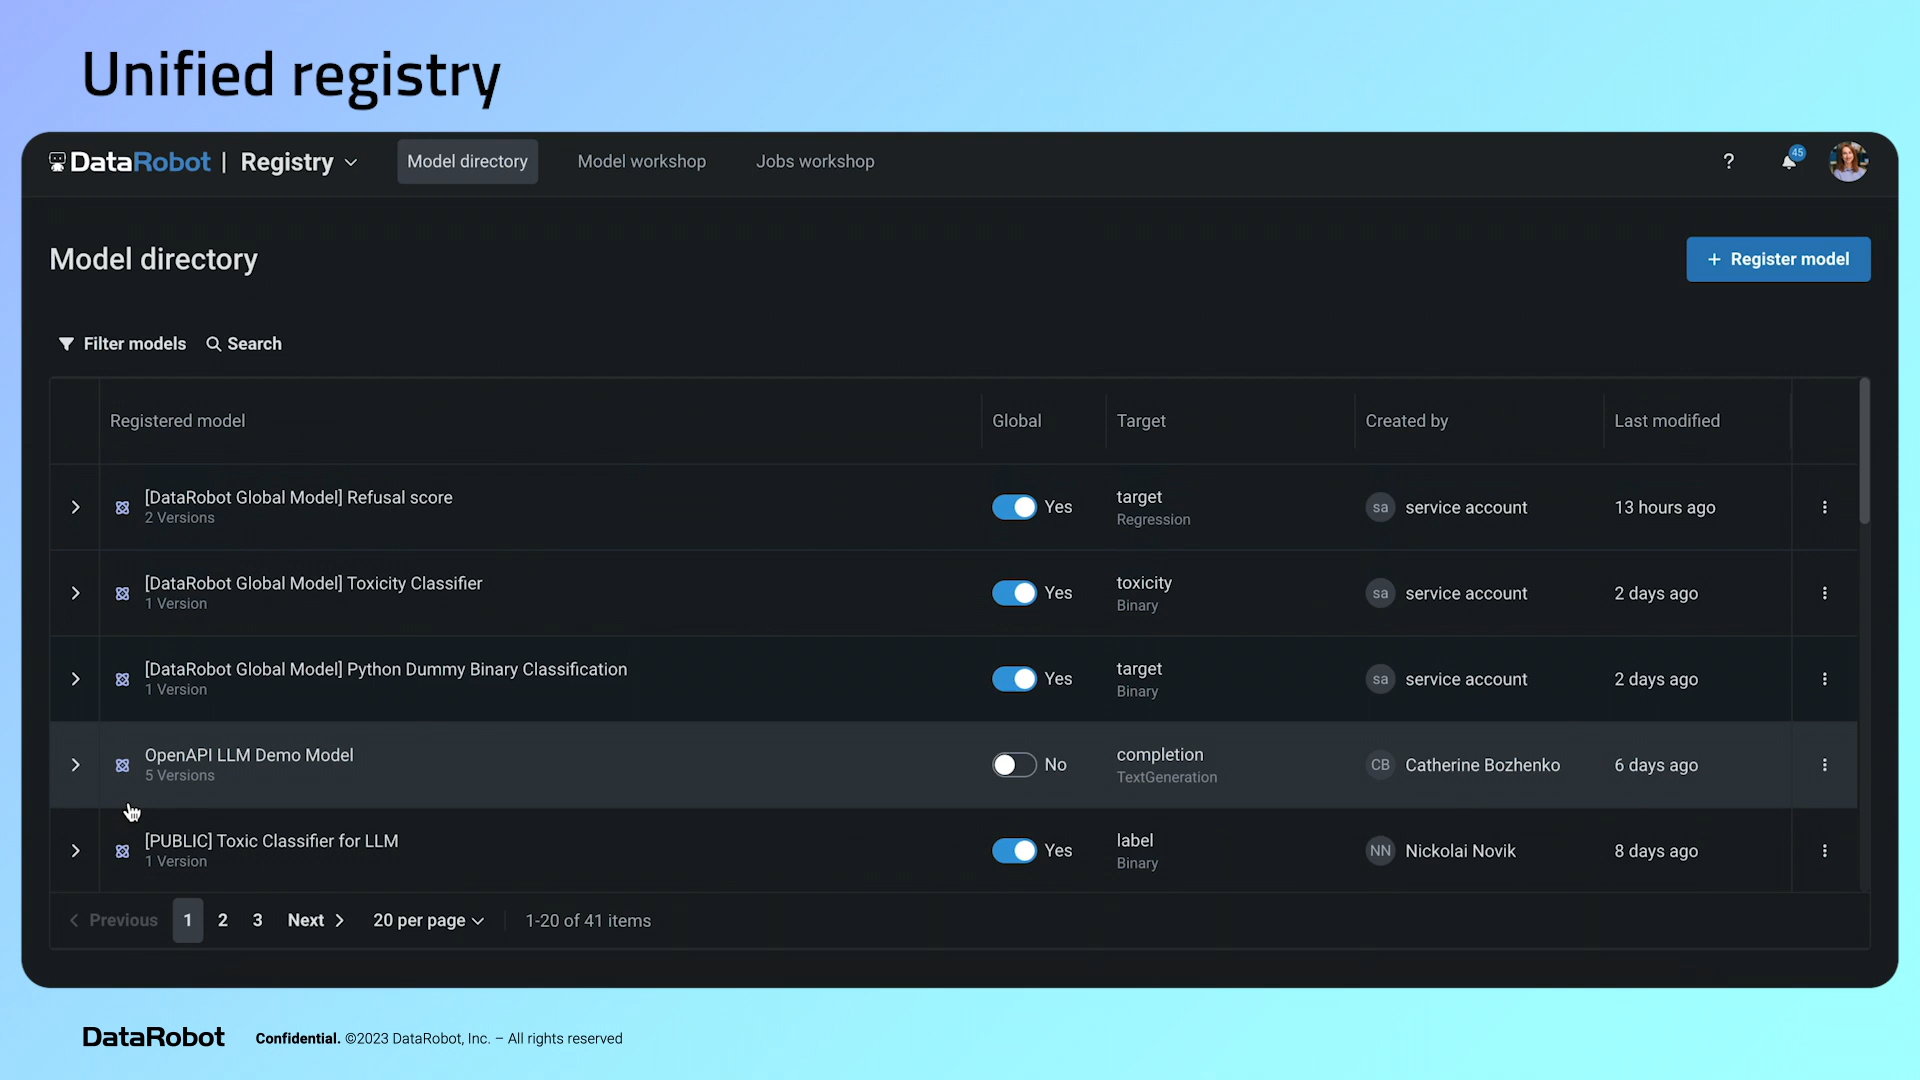 Unified registry
DataRobot | Registry Model directory Model workshop Jobs workshop ? 45
Model directory + Register model
Filter models Search
Registered model Global Target Created by Last modified
[DataRobot Global Model] Refusal score Yes target sa service account 13 hours ago
2 Versions Regression
[DataRobot Global Model] Toxicity Classifier Yes toxicity sa service account 2 days ago
1 Version Binary
[DataRobot Global Model] Python Dummy Binary Classification Yes target sa service account 2 days ago
1 Version Binary
OpenAPI LLM Demo Model No completion CB Catherine Bozhenko 6 days ago
5 Versions TextGeneration
[PUBLIC] Toxic Classifier for LLM Yes label NN Nickolai Novik 8 days ago
1 Version Binary
Previous 1 2 3 Next 20 per page 1-20 of 41 items
DataRobot Confidential. ©2023 DataRobot, Inc. – All rights reserved